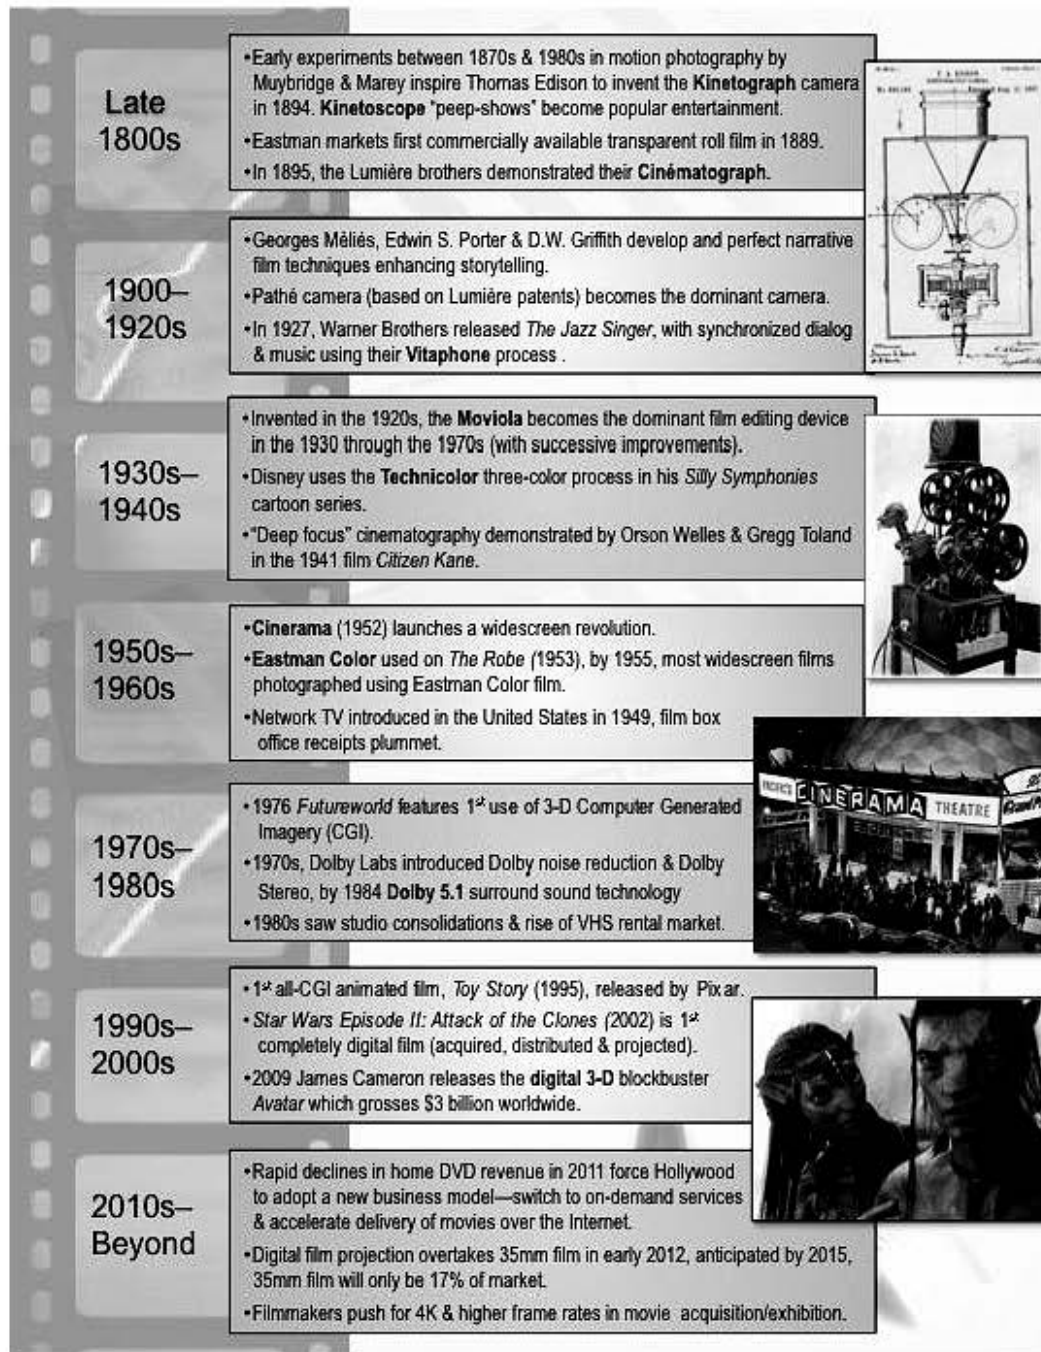 Late
1800s
•Early experiments between 1870s & 1980s in motion photography by
Muybridge & Marey inspire Thomas Edison to invent the Kinetograph camera
in 1894. Kinetoscope "peep-shows" become popular entertainment.
•Eastman markets first commercially available transparent roll film in 1889.
•In 1895, the Lumière brothers demonstrated their Cinématograph.
1900–
1920s
•Georges Méliés, Edwin S. Porter & D.W. Griffith develop and perfect narrative
film techniques enhancing storytelling.
•Pathé camera (based on Lumière patents) becomes the dominant camera.
•In 1927, Warner Brothers released The Jazz Singer, with synchronized dialog
& music using their Vitaphone process .
1930s–
1940s
•Invented in the 1920s, the Moviola becomes the dominant film editing device
in the 1930 through the 1970s (with successive improvements).
•Disney uses the Technicolor three-color process in his Silly Symphonies
cartoon series.
•"Deep focus" cinematography demonstrated by Orson Welles & Gregg Toland
in the 1941 film Citizen Kane.
1950s–
1960s
•Cinerama (1952) launches a widescreen revolution.
•Eastman Color used on The Robe (1953), by 1955, most widescreen films
photographed using Eastman Color film.
•Network TV introduced in the United States in 1949, film box
office receipts plummet.
PACIFIC'S CINERAMA THEATRE
1970s–
1980s
•1976 Futureworld features 1st use of 3-D Computer Generated
Imagery (CGI).
•1970s, Dolby Labs introduced Dolby noise reduction & Dolby
Stereo, by 1984 Dolby 5.1 surround sound technology
•1980s saw studio consolidations & rise of VHS rental market.
1990s–
2000s
•1st all-CGI animated film, Toy Story (1995), released by Pixar.
•Star Wars Episode II: Attack of the Clones (2002) is 1st
completely digital film (acquired, distributed & projected).
•2009 James Cameron releases the digital 3-D blockbuster
Avatar which grosses $3 billion worldwide.
2010s–
Beyond
•Rapid declines in home DVD revenue in 2011 force Hollywood
to adopt a new business model—switch to on-demand services
& accelerate delivery of movies over the Internet.
•Digital film projection overtakes 35mm film in early 2012, anticipated by 2015,
35mm film will only be 17% of market.
•Filmmakers push for 4K & higher frame rates in movie acquisition/exhibition.